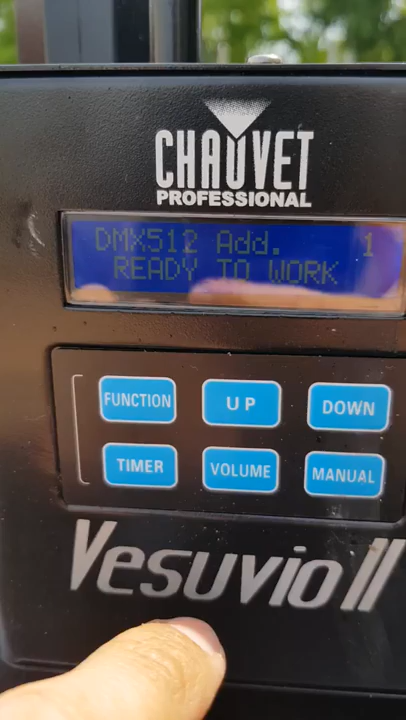 CHAUVET
PROFESSIONAL
DMX512 Add. 1
READY TO WORK
FUNCTION UP DOWN
TIMER VOLUME MANUAL
Vesuvio II